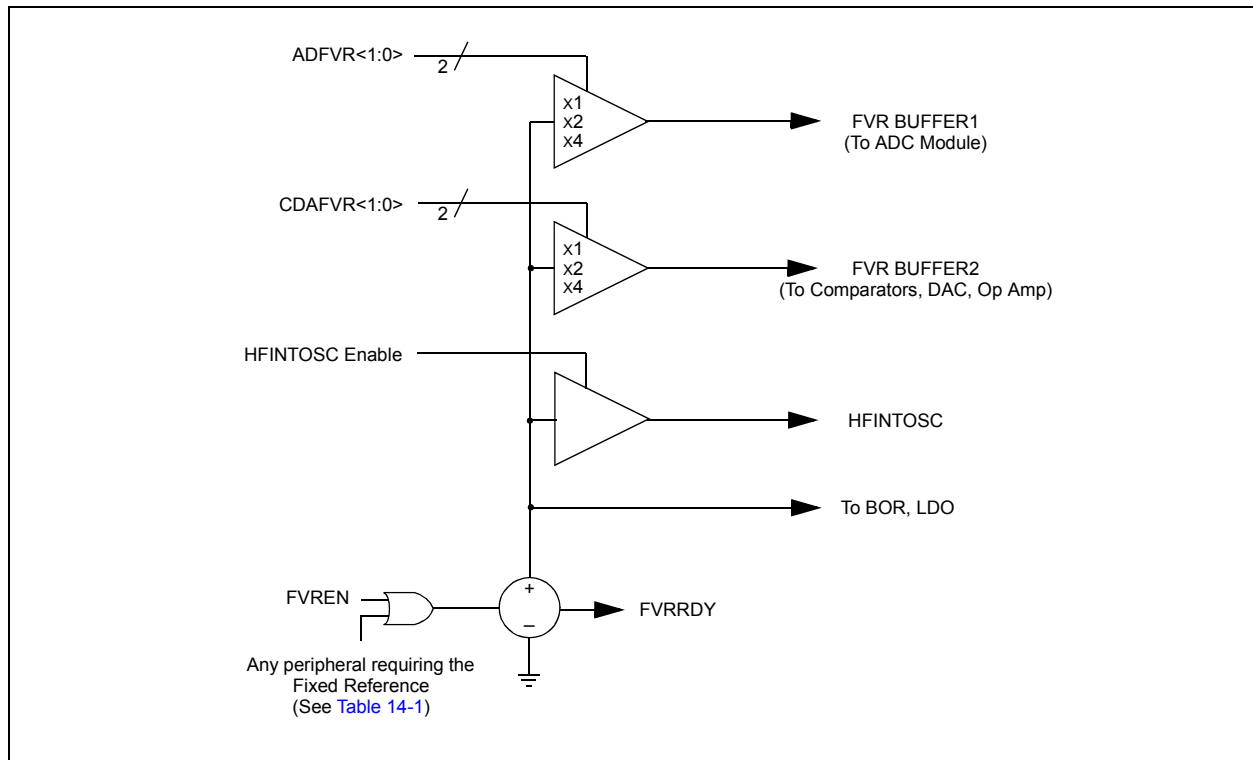 ADFVR<1:0>
2
x1
x2
x4
FVR BUFFER1
(To ADC Module)
CDAFVR<1:0>
2
x1
x2
x4
FVR BUFFER2
(To Comparators, DAC, Op Amp)
HFINTOSC Enable
HFINTOSC
To BOR, LDO
FVREN
+
–
FVRRDY
Any peripheral requiring the
Fixed Reference
(See Table 14-1)